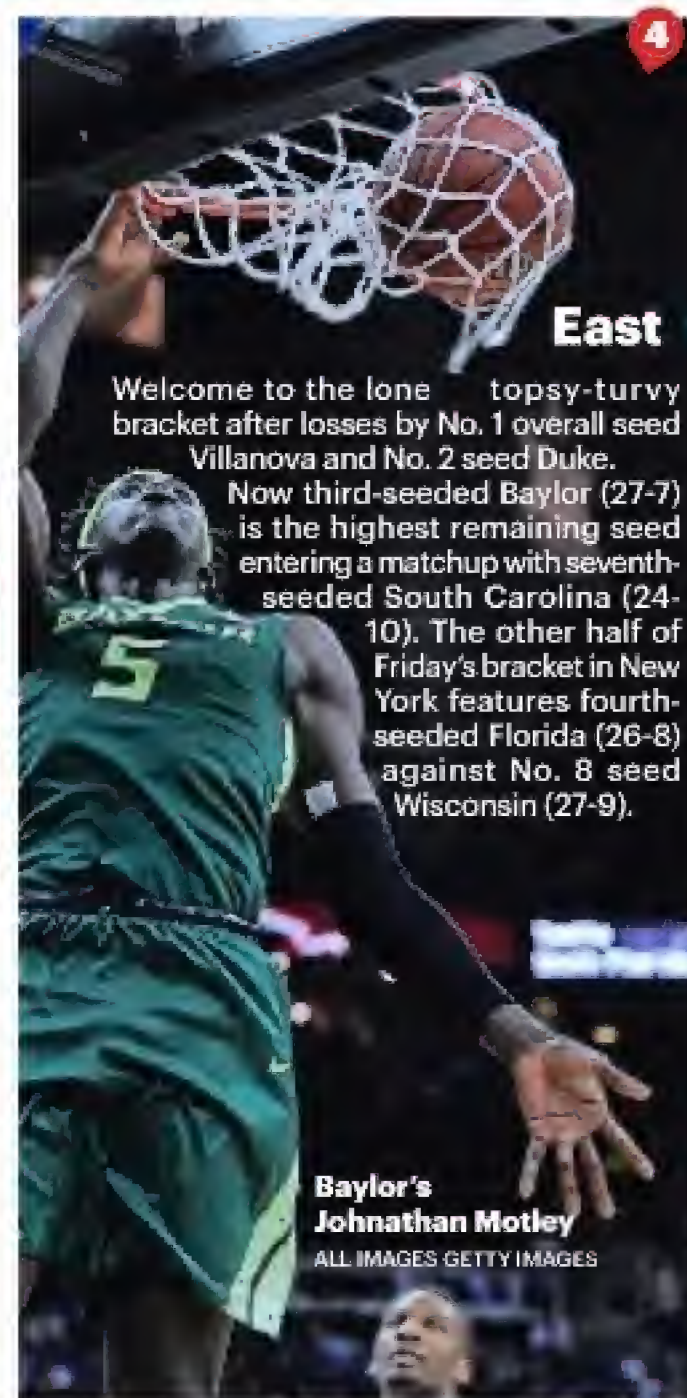 4
East
Welcome to the lone topsy-turvy
bracket after losses by No. 1 overall seed
Villanova and No. 2 seed Duke.
Now third-seeded Baylor (27-7)
is the highest remaining seed
entering a matchup with seventh-
seeded South Carolina (24-
10). The other half of
Friday's bracket in New
York features fourth-
seeded Florida (26-8)
against No. 8 seed
Wisconsin (27-9).
5
Baylor's
Johnathan Motley
ALL IMAGES GETTY IMAGES